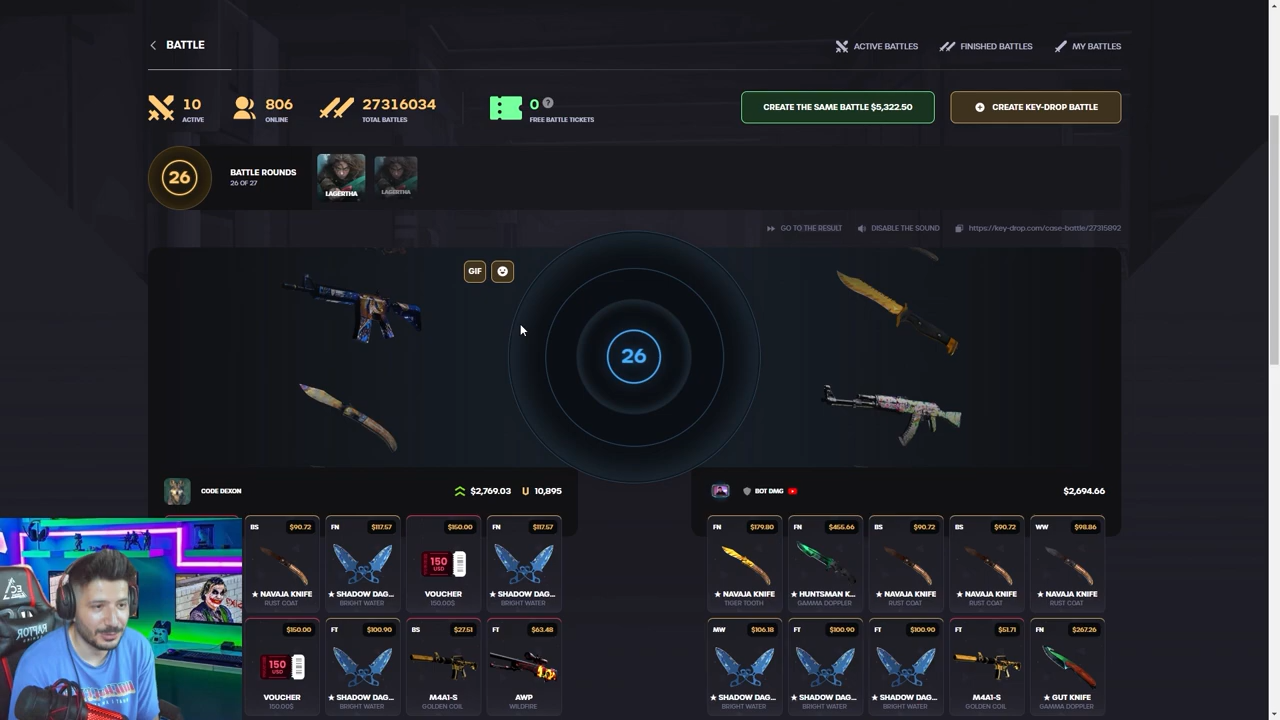 BATTLE
ACTIVE BATTLES
FINISHED BATTLES
MY BATTLES
10
ACTIVE
806
ONLINE
27316034
TOTAL BATTLES
0 ?
FREE BATTLE TICKETS
CREATE THE SAME BATTLE $5,322.50
CREATE KEY-DROP BATTLE
26
BATTLE ROUNDS
26 OF 27
LAGERTHA
LAGERTHA
GO TO THE RESULT
DISABLE THE SOUND
https://key-drop.com/case-battle/27315892
GIF
26
CODE DEXON
$2,769.03
10,895
BOT DMG
$2,694.66
BS $90.72
FN $117.57
$150.00
FN $117.57
150 USD
★ NAVAJA KNIFE
RUST COAT
★ SHADOW DAG...
BRIGHT WATER
VOUCHER
150.00$
★ SHADOW DAG...
BRIGHT WATER
FN $179.80
FN $455.66
BS $90.72
BS $90.72
WW $98.86
★ NAVAJA KNIFE
TIGER TOOTH
★ HUNTSMAN K...
GAMMA DOPPLER
★ NAVAJA KNIFE
RUST COAT
★ NAVAJA KNIFE
RUST COAT
★ NAVAJA KNIFE
RUST COAT
$150.00
FT $100.90
BS $27.51
FT $63.48
150 USD
VOUCHER
150.00$
★ SHADOW DAG...
BRIGHT WATER
M4A1-S
GOLDEN COIL
AWP
WILDFIRE
MW $106.18
FT $100.90
FT $100.90
FT $51.71
FN $267.26
★ SHADOW DAG...
BRIGHT WATER
★ SHADOW DAG...
BRIGHT WATER
★ SHADOW DAG...
BRIGHT WATER
M4A1-S
GOLDEN COIL
★ GUT KNIFE
GAMMA DOPPLER